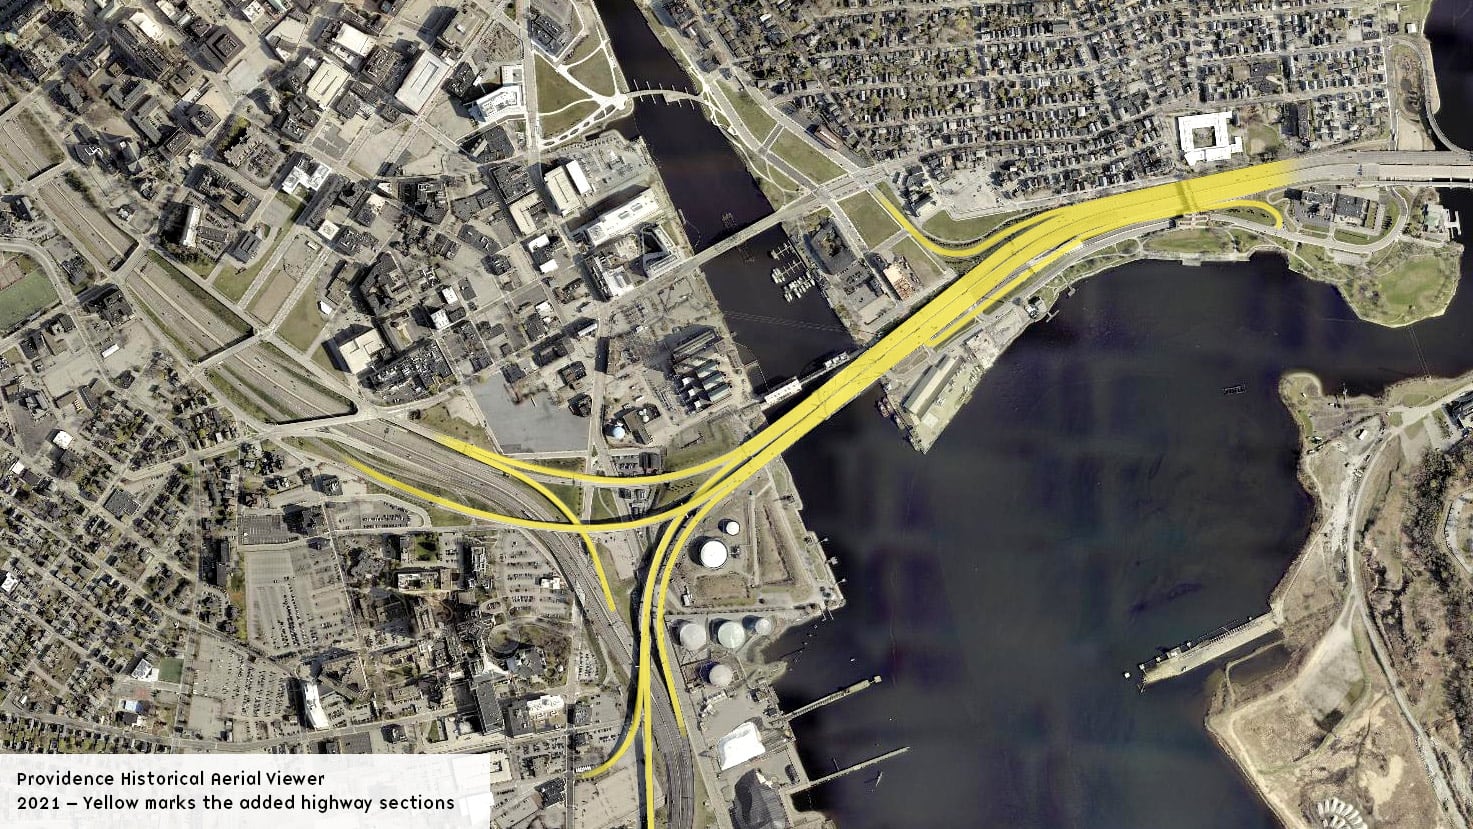 Providence Historical Aerial Viewer
2021 – Yellow marks the added highway sections